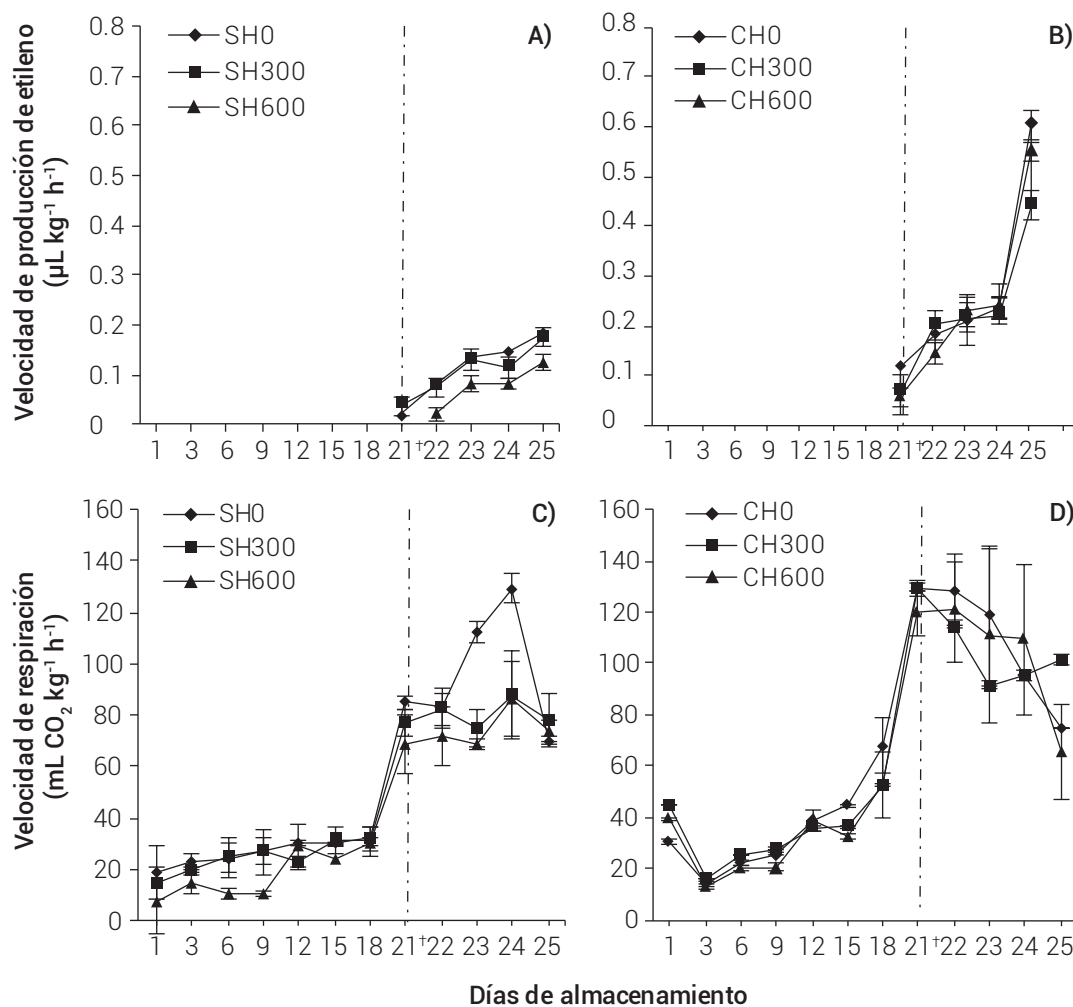 Velocidad de producción de etileno
(µL kg⁻¹ h⁻¹)
A)
SH0
SH300
SH600
0.8
0.7
0.6
0.5
0.4
0.3
0.2
0.1
0
1 3 6 9 12 15 18 21† 22 23 24 25
B)
CH0
CH300
CH600
0.8
0.7
0.6
0.5
0.4
0.3
0.2
0.1
0
1 3 6 9 12 15 18 21† 22 23 24 25
Velocidad de respiración
(mL CO₂ kg⁻¹ h⁻¹)
C)
SH0
SH300
SH600
160
140
120
100
80
60
40
20
0
1 3 6 9 12 15 18 21† 22 23 24 25
D)
CH0
CH300
CH600
160
140
120
100
80
60
40
20
0
1 3 6 9 12 15 18 21† 22 23 24 25
Días de almacenamiento